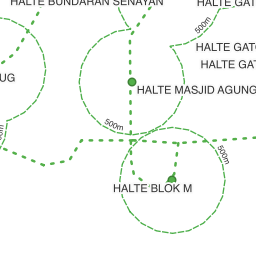 HALTE BUNDARAN SENAYAN
HALTE GAT
500m
HALTE GATO
HALTE GAT
UG
HALTE MASJID AGUNG
500m
500m
HALTE BLOK M